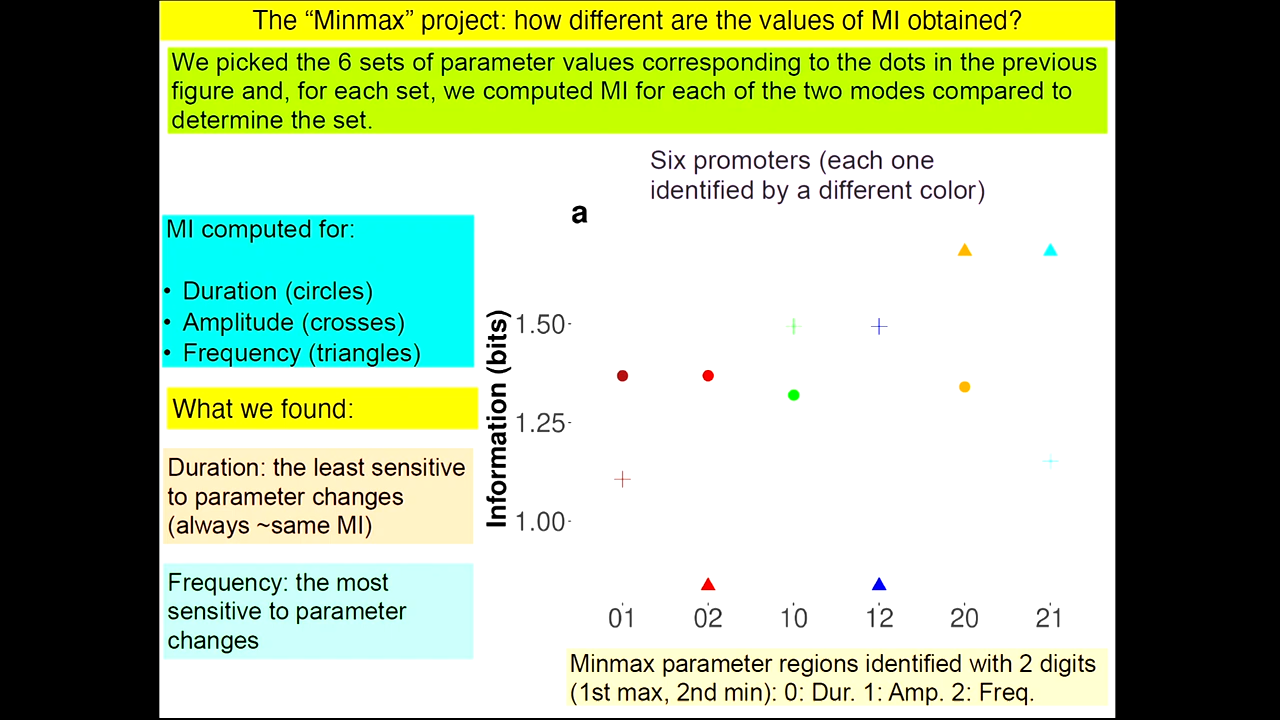 The “Minmax” project: how different are the values of MI obtained?
We picked the 6 sets of parameter values corresponding to the dots in the previous
figure and, for each set, we computed MI for each of the two modes compared to
determine the set.
Six promoters (each one
identified by a different color)
a
MI computed for:
• Duration (circles)
• Amplitude (crosses)
• Frequency (triangles)
What we found:
Duration: the least sensitive
to parameter changes
(always ~same MI)
Frequency: the most
sensitive to parameter
changes
Information (bits)
1.50
1.25
1.00
01 02 10 12 20 21
Minmax parameter regions identified with 2 digits
(1st max, 2nd min): 0: Dur. 1: Amp. 2: Freq.